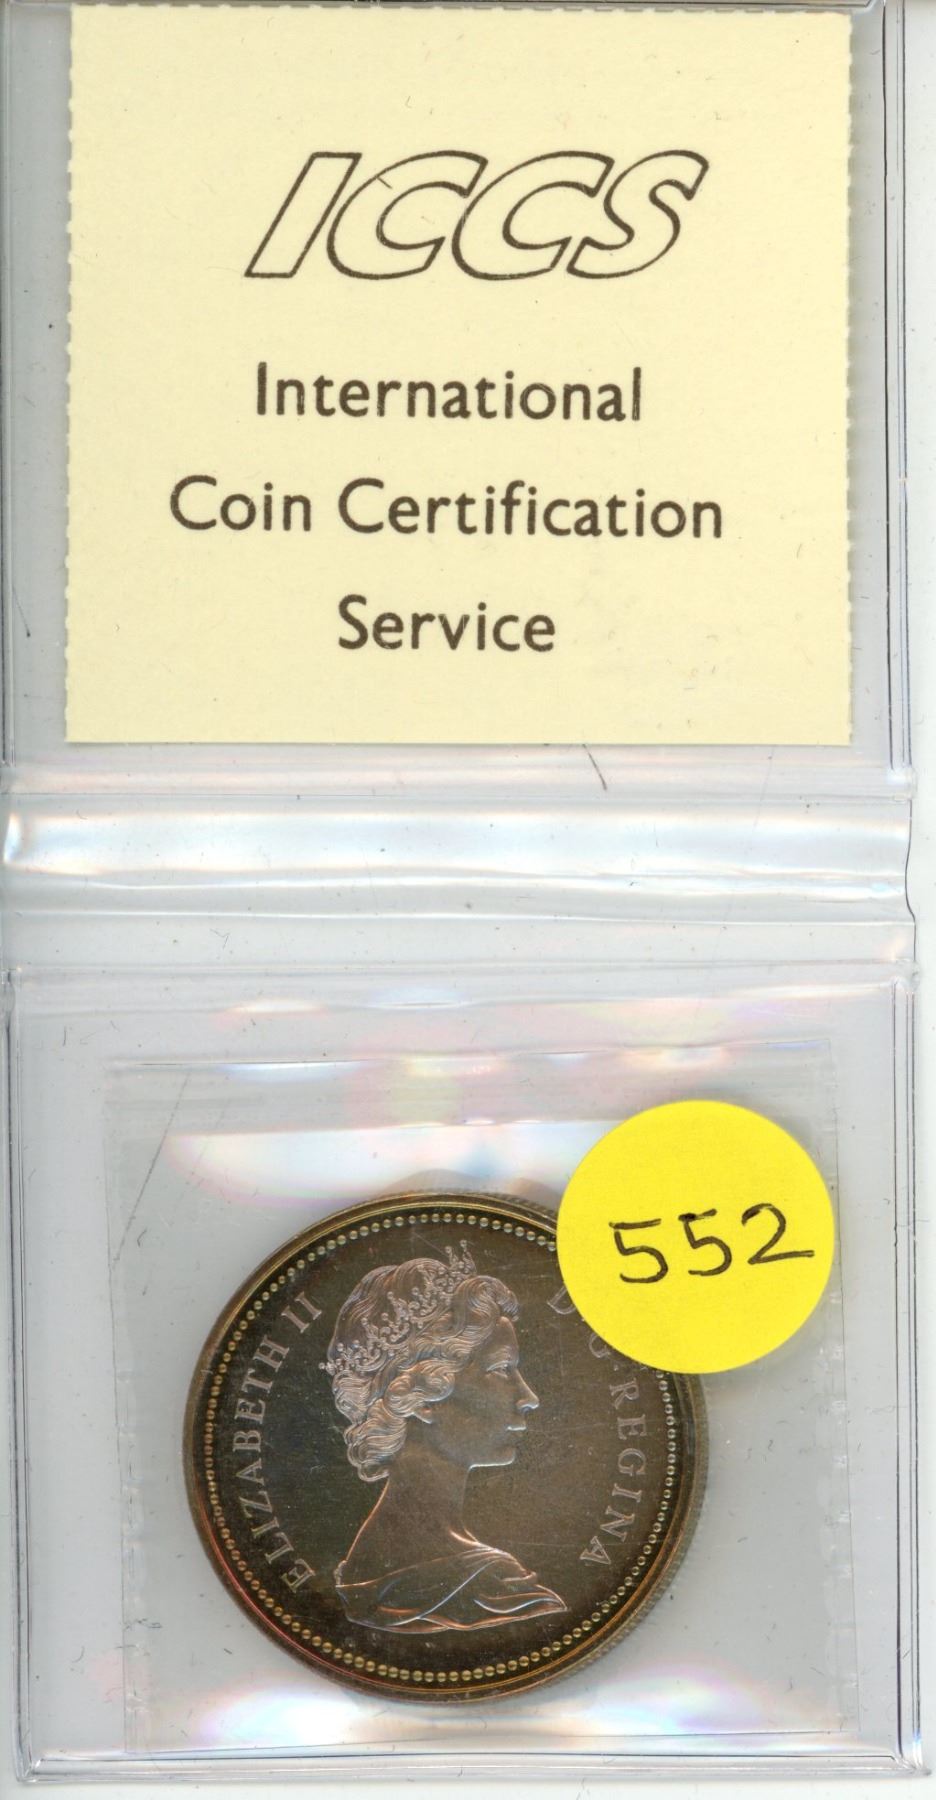 ICCS
International
Coin Certification
Service
552
ELIZABETH II
REGINA